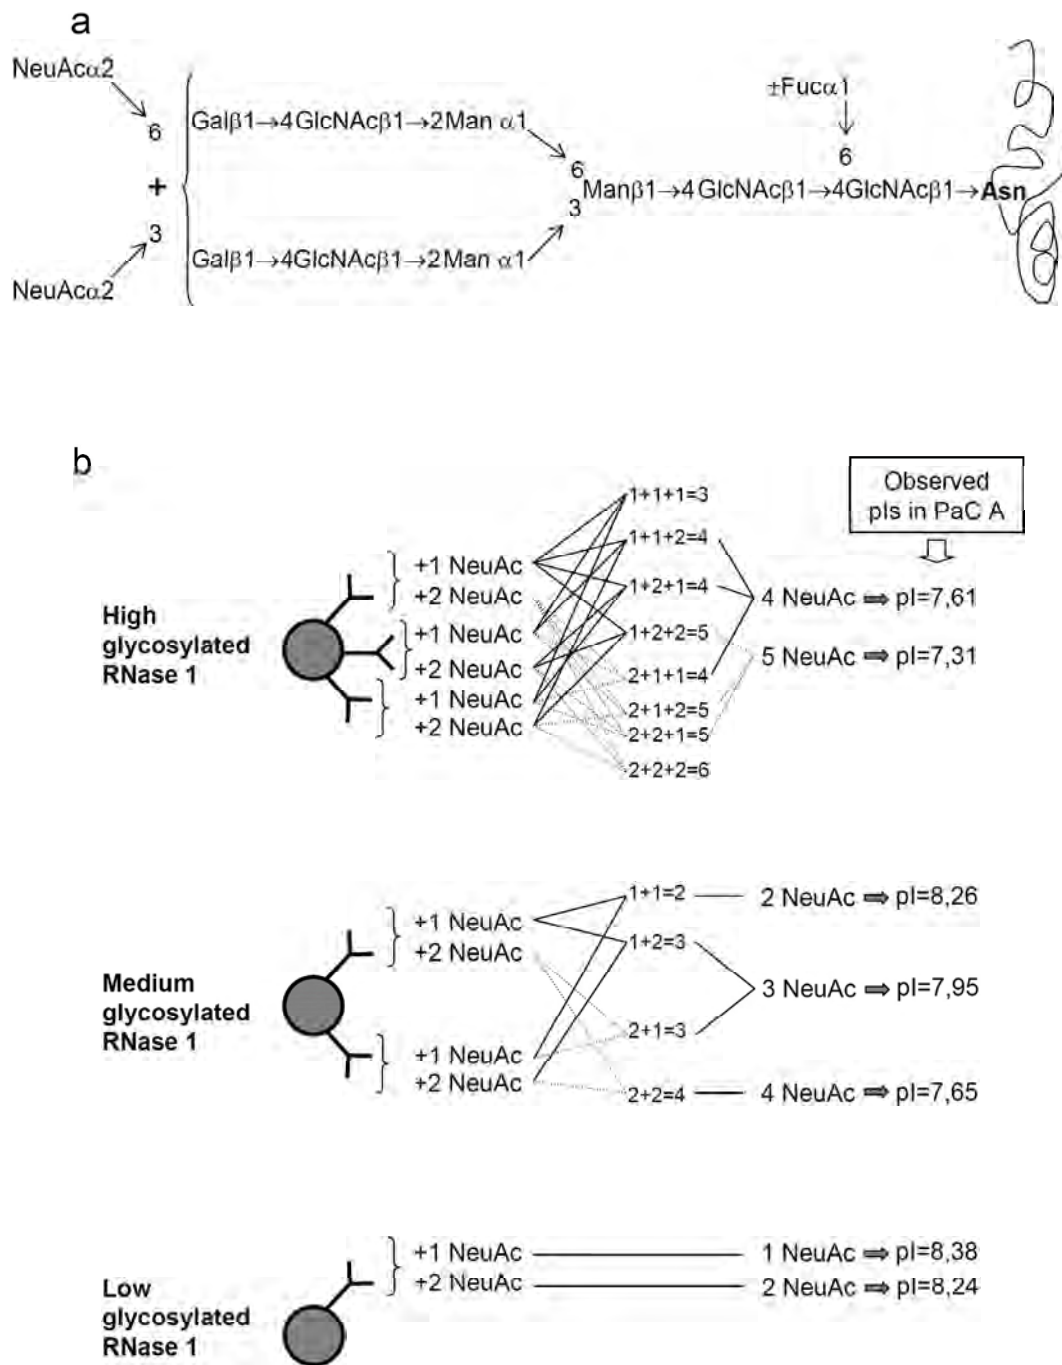 a
NeuAcα2
6
+
3
NeuAcα2
Galβ1→4GlcNAcβ1→2Man α1
Galβ1→4GlcNAcβ1→2Man α1
6
3
±Fucα1
6
Manβ1→4GlcNAcβ1→4GlcNAcβ1→Asn
b
Observed
pIs in PaC A
High
glycosylated
RNase 1
+1 NeuAc
+2 NeuAc
+1 NeuAc
+2 NeuAc
+1 NeuAc
+2 NeuAc
1+1+1=3
1+1+2=4
1+2+1=4
1+2+2=5
2+1+1=4
2+1+2=5
2+2+1=5
2+2+2=6
4 NeuAc ⇒ pI=7,61
5 NeuAc ⇒ pI=7,31
Medium
glycosylated
RNase 1
+1 NeuAc
+2 NeuAc
+1 NeuAc
+2 NeuAc
1+1=2
1+2=3
2+1=3
2+2=4
2 NeuAc ⇒ pI=8,26
3 NeuAc ⇒ pI=7,95
4 NeuAc ⇒ pI=7,65
Low
glycosylated
RNase 1
+1 NeuAc
+2 NeuAc
1 NeuAc ⇒ pI=8,38
2 NeuAc ⇒ pI=8,24